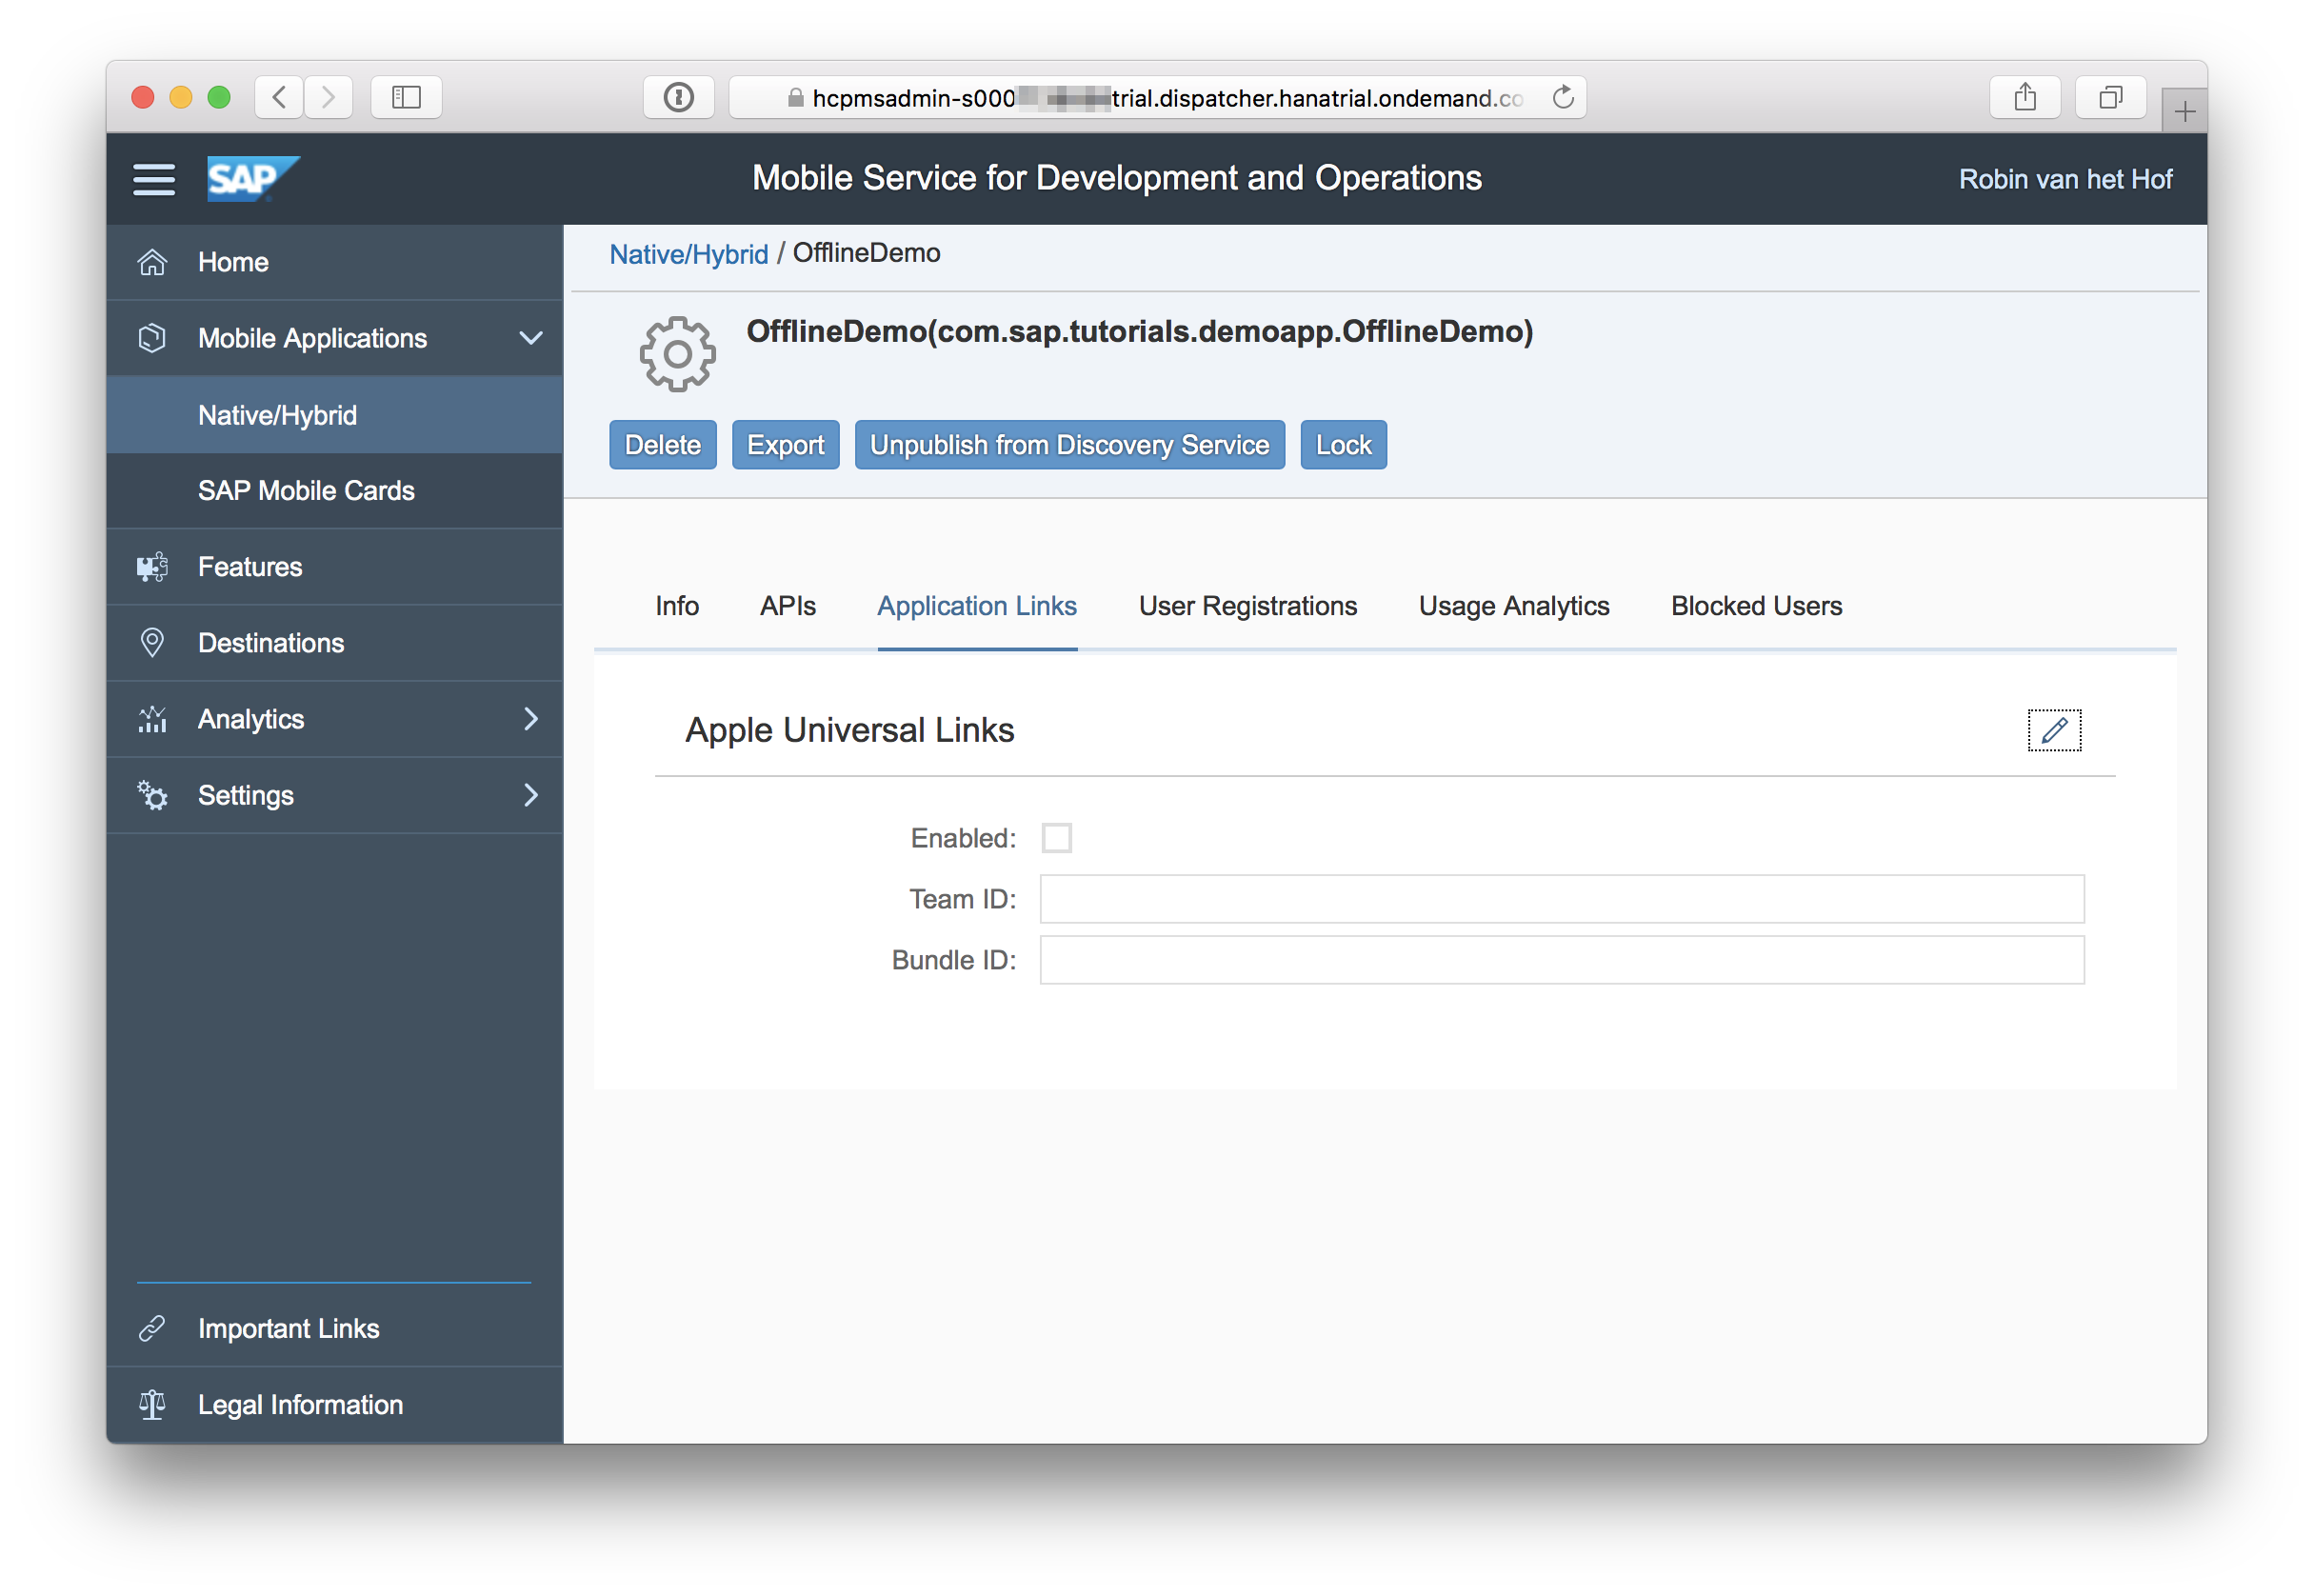 hcpmsadmin-s000 trial.dispatcher.hanatrial.ondemand.co
SAP
Mobile Service for Development and Operations
Robin van het Hof
Home
Mobile Applications
Native/Hybrid
SAP Mobile Cards
Features
Destinations
Analytics
Settings
Important Links
Legal Information
Native/Hybrid / OfflineDemo
OfflineDemo(com.sap.tutorials.demoapp.OfflineDemo)
Delete Export Unpublish from Discovery Service Lock
Info APIs Application Links User Registrations Usage Analytics Blocked Users
Apple Universal Links
Enabled:
Team ID:
Bundle ID: